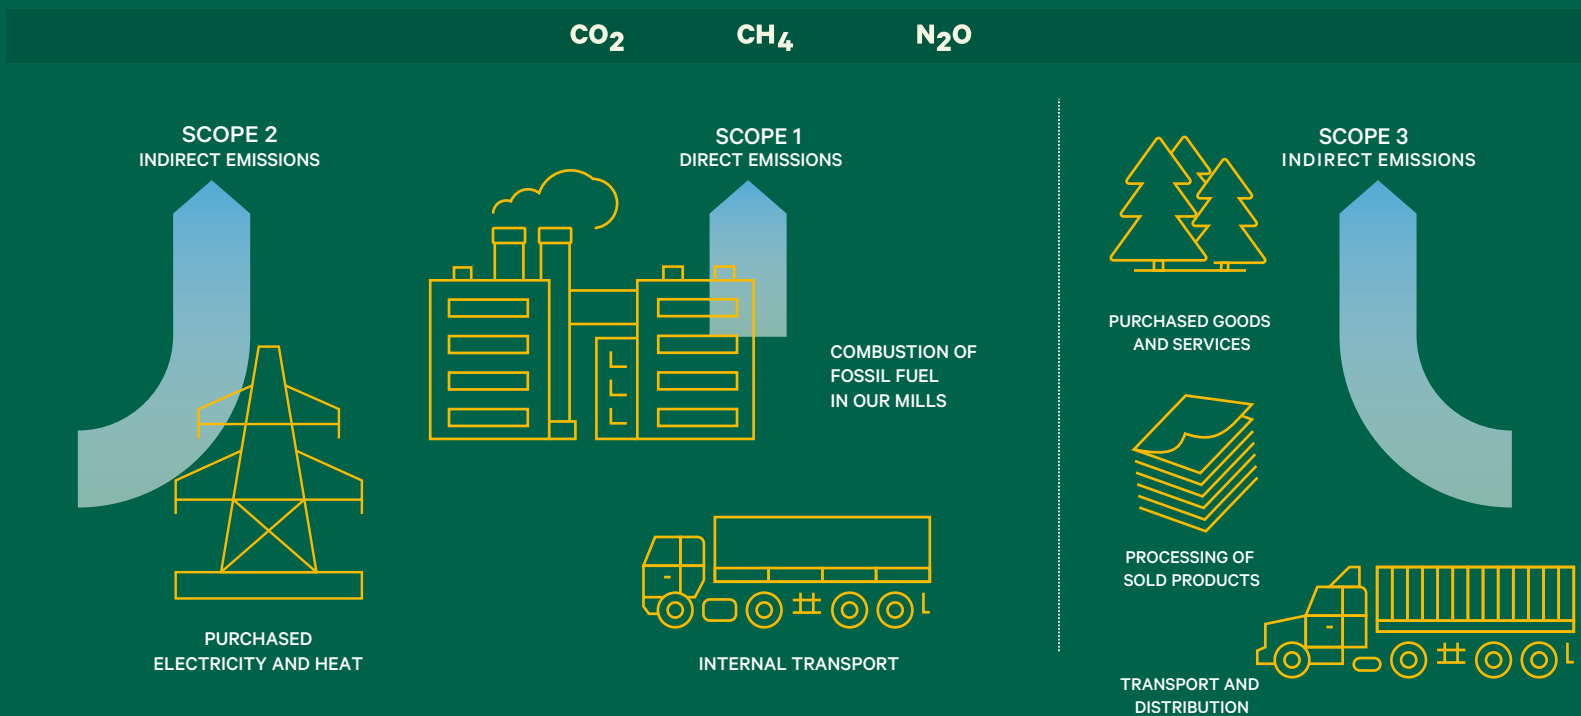 CO2 CH4 N2O
SCOPE 2
INDIRECT EMISSIONS
PURCHASED
ELECTRICITY AND HEAT
SCOPE 1
DIRECT EMISSIONS
COMBUSTION OF
FOSSIL FUEL
IN OUR MILLS
INTERNAL TRANSPORT
SCOPE 3
INDIRECT EMISSIONS
PURCHASED GOODS
AND SERVICES
PROCESSING OF
SOLD PRODUCTS
TRANSPORT AND
DISTRIBUTION